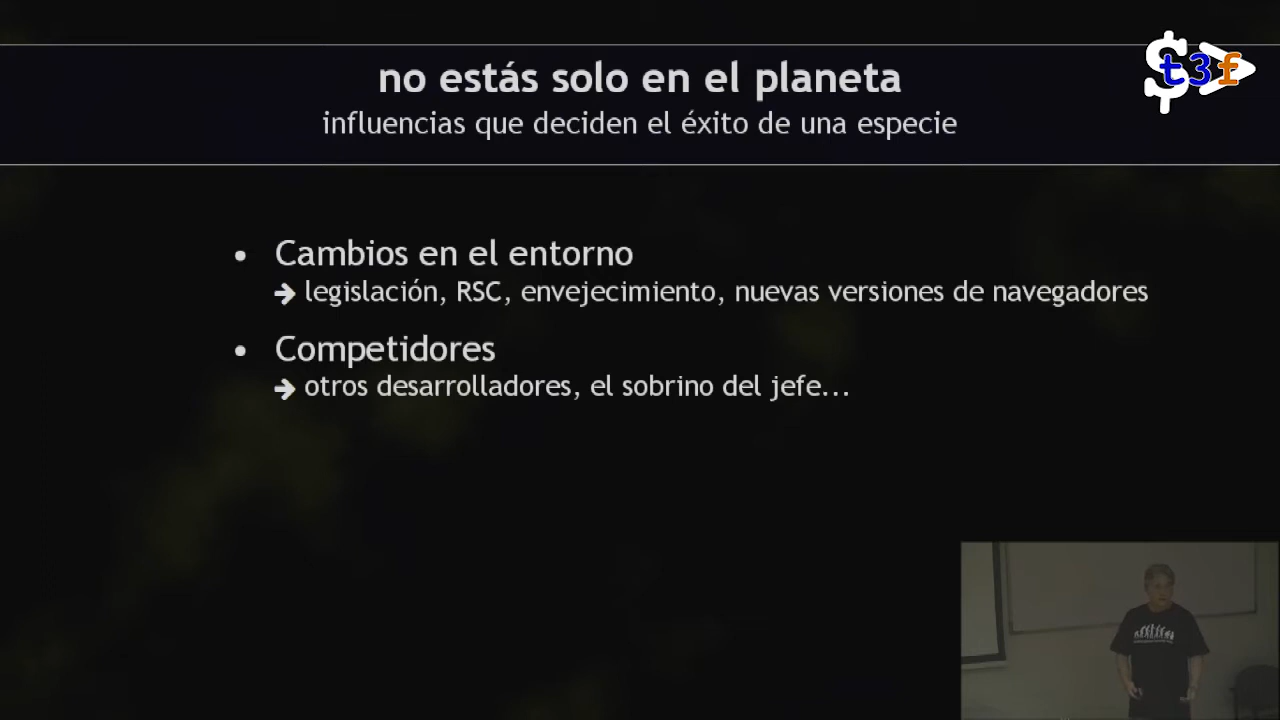 no estás solo en el planeta
influencias que deciden el éxito de una especie
$t3f
• Cambios en el entorno
➔ legislación, RSC, envejecimiento, nuevas versiones de navegadores
• Competidores
➔ otros desarrolladores, el sobrino del jefe...